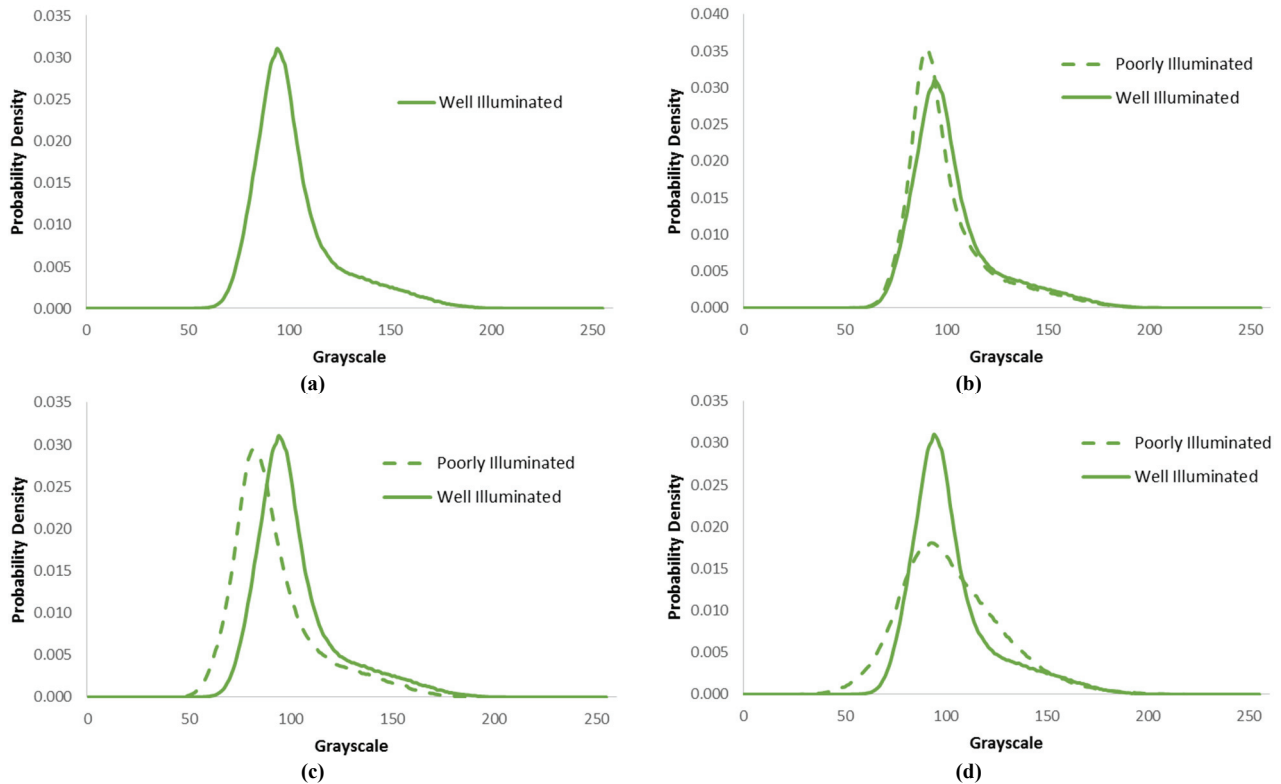 0.035
0.030
0.025
0.020
0.015
0.010
0.005
0.000
Probability Density
Well Illuminated
0 50 100 150 200 250
Grayscale
(a)
0.040
0.035
0.030
0.025
0.020
0.015
0.010
0.005
0.000
Probability Density
Poorly Illuminated
Well Illuminated
0 50 100 150 200 250
Grayscale
(b)
0.035
0.030
0.025
0.020
0.015
0.010
0.005
0.000
Probability Density
Poorly Illuminated
Well Illuminated
0 50 100 150 200 250
Grayscale
(c)
0.035
0.030
0.025
0.020
0.015
0.010
0.005
0.000
Probability Density
Poorly Illuminated
Well Illuminated
0 50 100 150 200 250
Grayscale
(d)